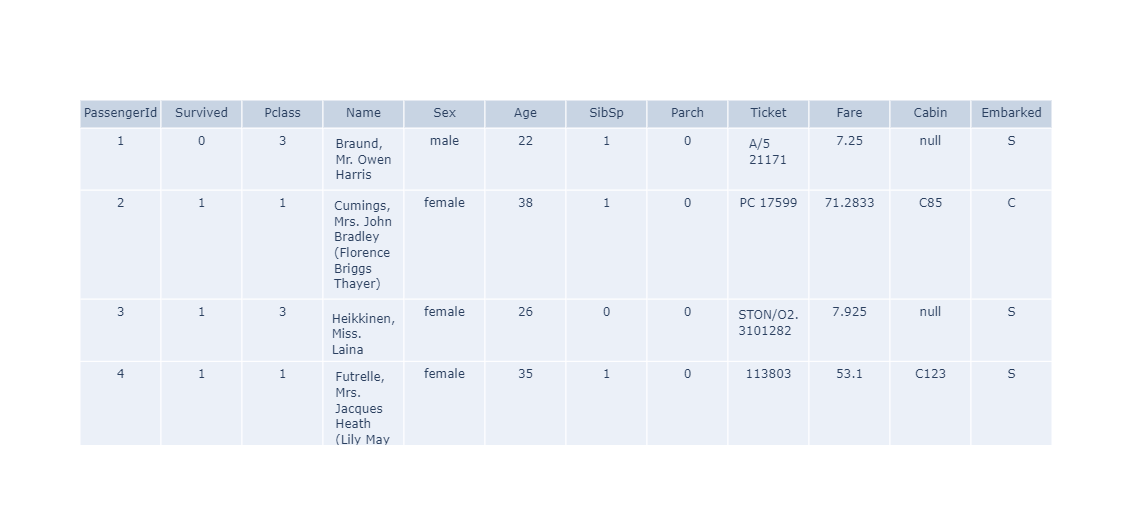 PassengerId Survived Pclass Name Sex Age SibSp Parch Ticket Fare Cabin Embarked
1 0 3 Braund, male 22 1 0 A/5 7.25 null S
Mr. Owen 21171
Harris
2 1 1 Cumings, female 38 1 0 PC 17599 71.2833 C85 C
Mrs. John
Bradley
(Florence
Briggs
Thayer)
3 1 3 Heikkinen, female 26 0 0 STON/O2. 7.925 null S
Miss. 3101282
Laina
4 1 1 Futrelle, female 35 1 0 113803 53.1 C123 S
Mrs.
Jacques
Heath
(Lily May